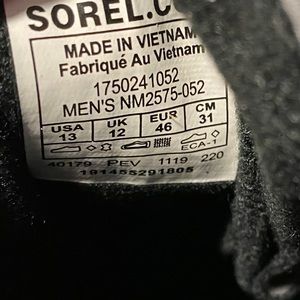 SOREL.C
MADE IN VIETNAM
Fabriqué Au Vietnam
1750241052
MEN'S NM2575-052
USA UK EUR CM
13 12 46 31
ECA-1
40179 PEV 1119 220
191455291805